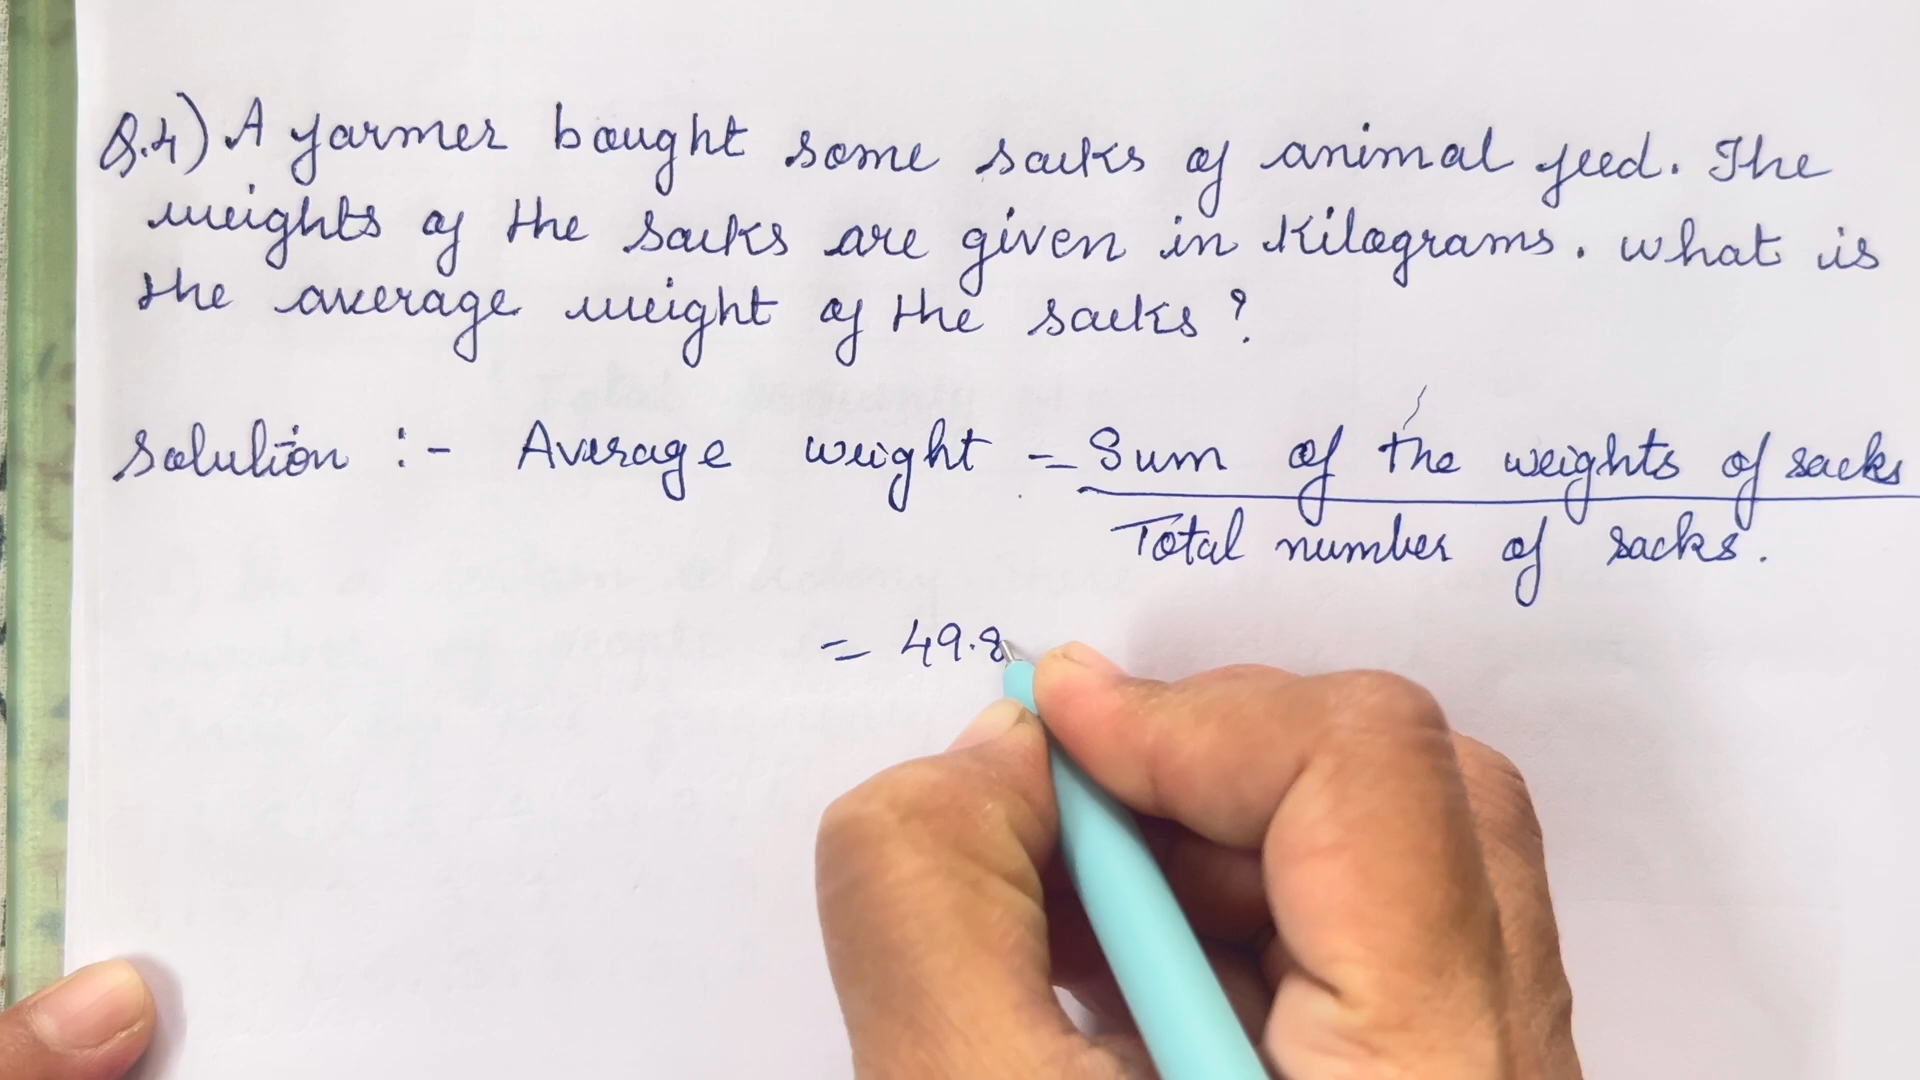 Q.4) A farmer bought some sacks of animal feed. The
weights of the sacks are given in kilograms. what is
the average weight of the sacks ?
Solution :- Average weight = Sum of the weights of sacks
Total number of sacks.
= 49.8